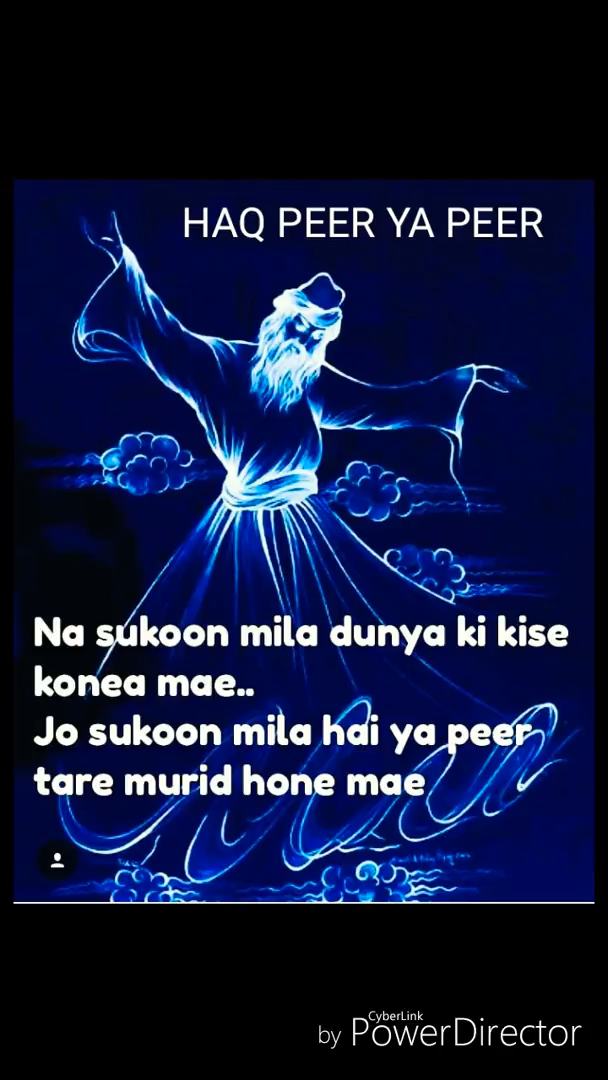 HAQ PEER YA PEER
Na sukoon mila dunya ki kise
konea mae..
Jo sukoon mila hai ya peer
tare murid hone mae
CyberLink
by PowerDirector